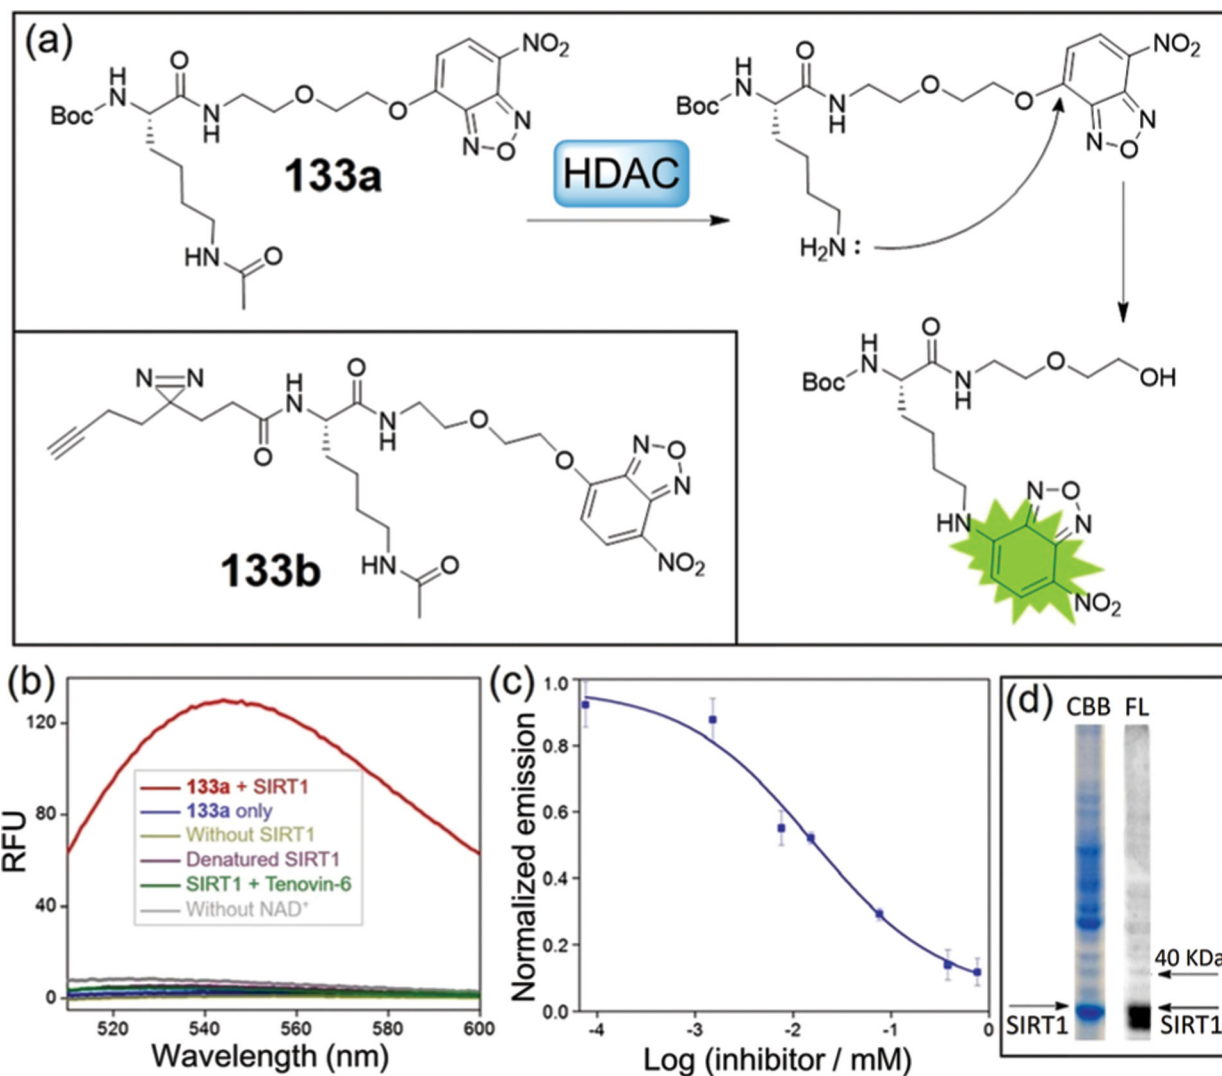 (a)
H
N
O
NO₂
Boc
N
H
O
O
N
N
O
133a
HN
O
HDAC
H
N
O
NO₂
Boc
N
H
O
O
N
N
O
H₂N :
H
N
O
Boc
N
H
O
OH
HN
N
O
N
NO₂
N
N
H
N
O
O
N
H
O
O
N
O
N
NO₂
HN
O
133b
(b)
RFU
120
80
40
0
133a + SIRT1
133a only
Without SIRT1
Denatured SIRT1
SIRT1 + Tenovin-6
Without NAD⁺
520
540
560
580
600
Wavelength (nm)
(c)
Normalized emission
1.0
0.8
0.6
0.4
0.2
0.0
-4
-3
-2
-1
0
Log (inhibitor / mM)
(d)
CBB FL
40 KDa
SIRT1
SIRT1